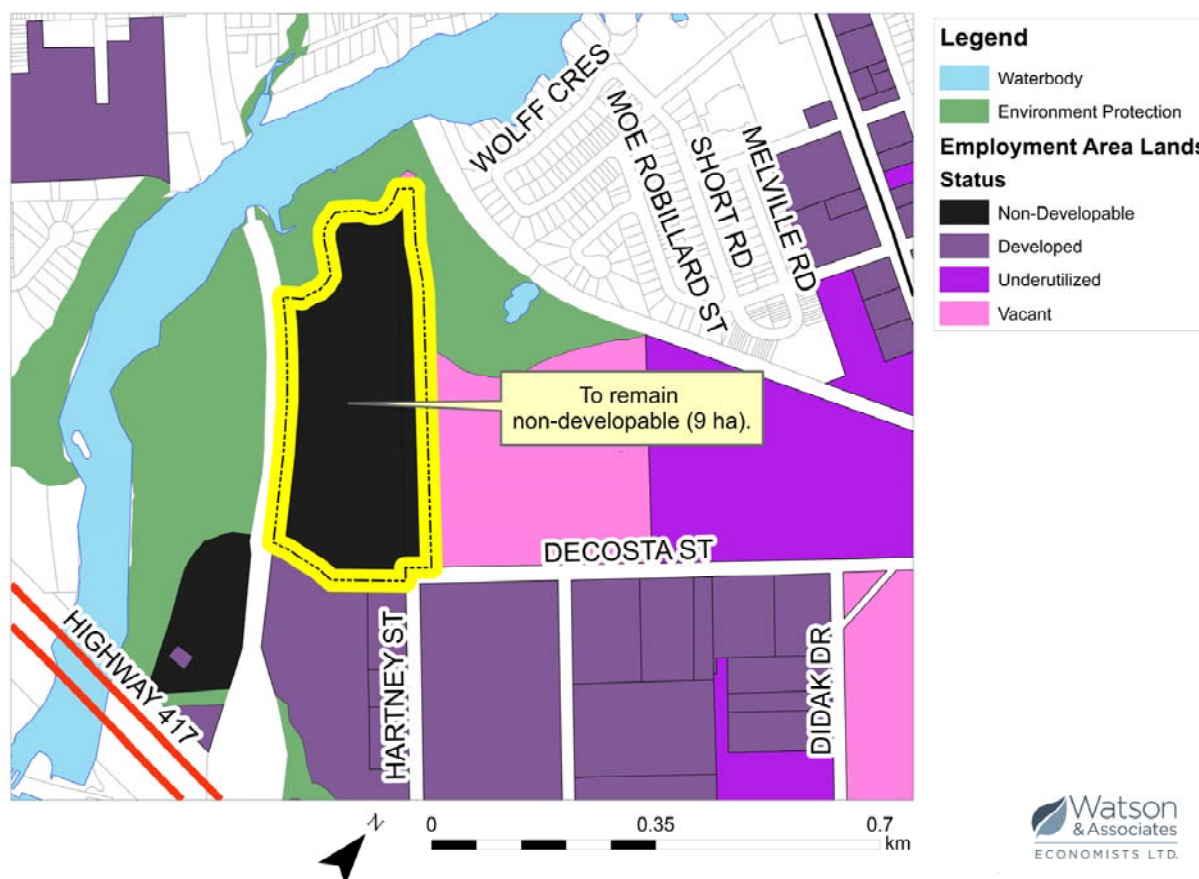 Legend
Waterbody
Environment Protection
Employment Area Lands
Status
Non-Developable
Developed
Underutilized
Vacant
WOLFF CRES
MOE ROBILLARD ST
SHORT RD
MELVILLE RD
To remain
non-developable (9 ha).
DECOSTA ST
HARTNEY ST
DIDAK DR
HIGHWAY 417
N
0 0.35 0.7
km
Watson
& Associates
ECONOMISTS LTD.